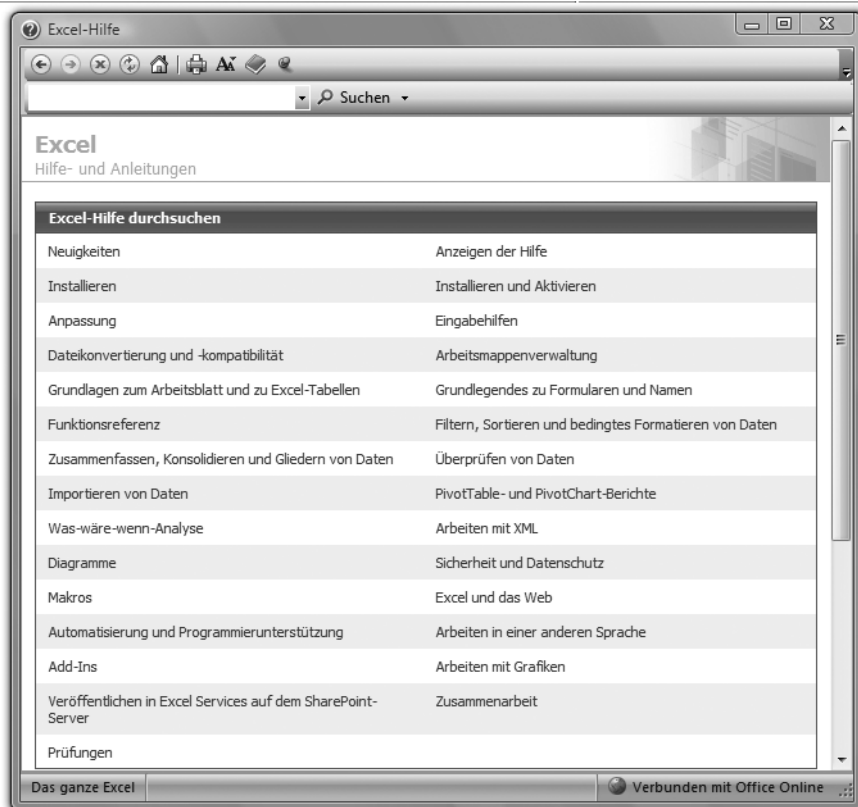 Excel-Hilfe
Suchen
Excel
Hilfe- und Anleitungen
Excel-Hilfe durchsuchen
Neuigkeiten Anzeigen der Hilfe
Installieren Installieren und Aktivieren
Anpassung Eingabehilfen
Dateikonvertierung und -kompatibilität Arbeitsmappenverwaltung
Grundlagen zum Arbeitsblatt und zu Excel-Tabellen Grundlegendes zu Formularen und Namen
Funktionsreferenz Filtern, Sortieren und bedingtes Formatieren von Daten
Zusammenfassen, Konsolidieren und Gliedern von Daten Überprüfen von Daten
Importieren von Daten PivotTable- und PivotChart-Berichte
Was-wäre-wenn-Analyse Arbeiten mit XML
Diagramme Sicherheit und Datenschutz
Makros Excel und das Web
Automatisierung und Programmierunterstützung Arbeiten in einer anderen Sprache
Add-Ins Arbeiten mit Grafiken
Veröffentlichen in Excel Services auf dem SharePoint- Zusammenarbeit
Server
Prüfungen
Das ganze Excel Verbunden mit Office Online